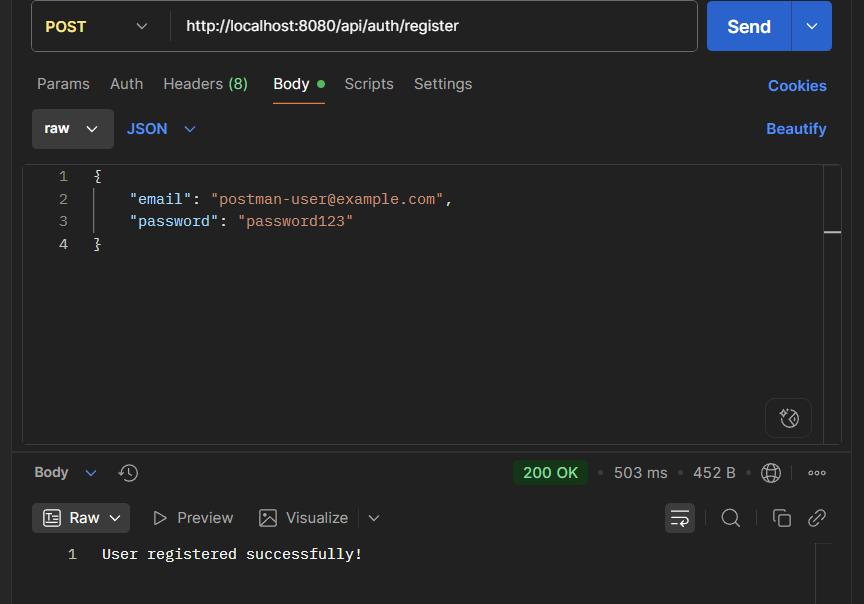 POST http://localhost:8080/api/auth/register Send
Params Auth Headers (8) Body Scripts Settings Cookies
raw JSON Beautify
1 {
2 "email": "postman-user@example.com",
3 "password": "password123"
4 }
Body 200 OK • 503 ms • 452 B •
Raw Preview Visualize
1 User registered successfully!